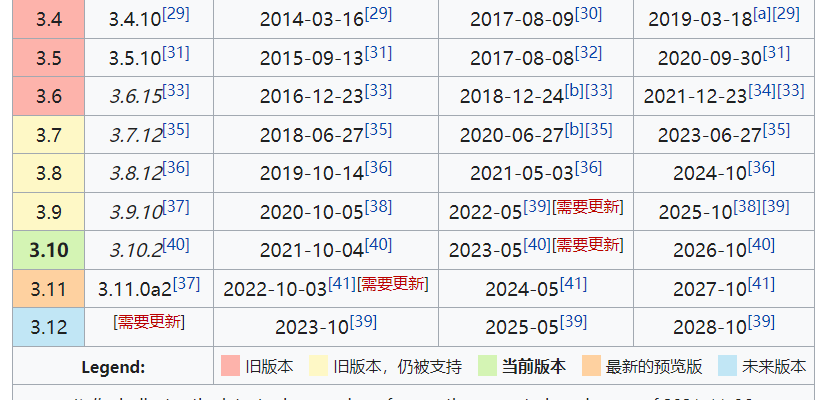 3.4 3.4.10[29] 2014-03-16[29] 2017-08-09[30] 2019-03-18[a][29]
3.5 3.5.10[31] 2015-09-13[31] 2017-08-08[32] 2020-09-30[31]
3.6 3.6.15[33] 2016-12-23[33] 2018-12-24[b][33] 2021-12-23[34][33]
3.7 3.7.12[35] 2018-06-27[35] 2020-06-27[b][35] 2023-06-27[35]
3.8 3.8.12[36] 2019-10-14[36] 2021-05-03[36] 2024-10[36]
3.9 3.9.10[37] 2020-10-05[38] 2022-05[39][需要更新] 2025-10[38][39]
3.10 3.10.2[40] 2021-10-04[40] 2023-05[40][需要更新] 2026-10[40]
3.11 3.11.0a2[37] 2022-10-03[41][需要更新] 2024-05[41] 2027-10[41]
3.12 [需要更新] 2023-10[39] 2025-05[39] 2028-10[39]
Legend: 旧版本 旧版本，仍被支持 当前版本 最新的预览版 未来版本